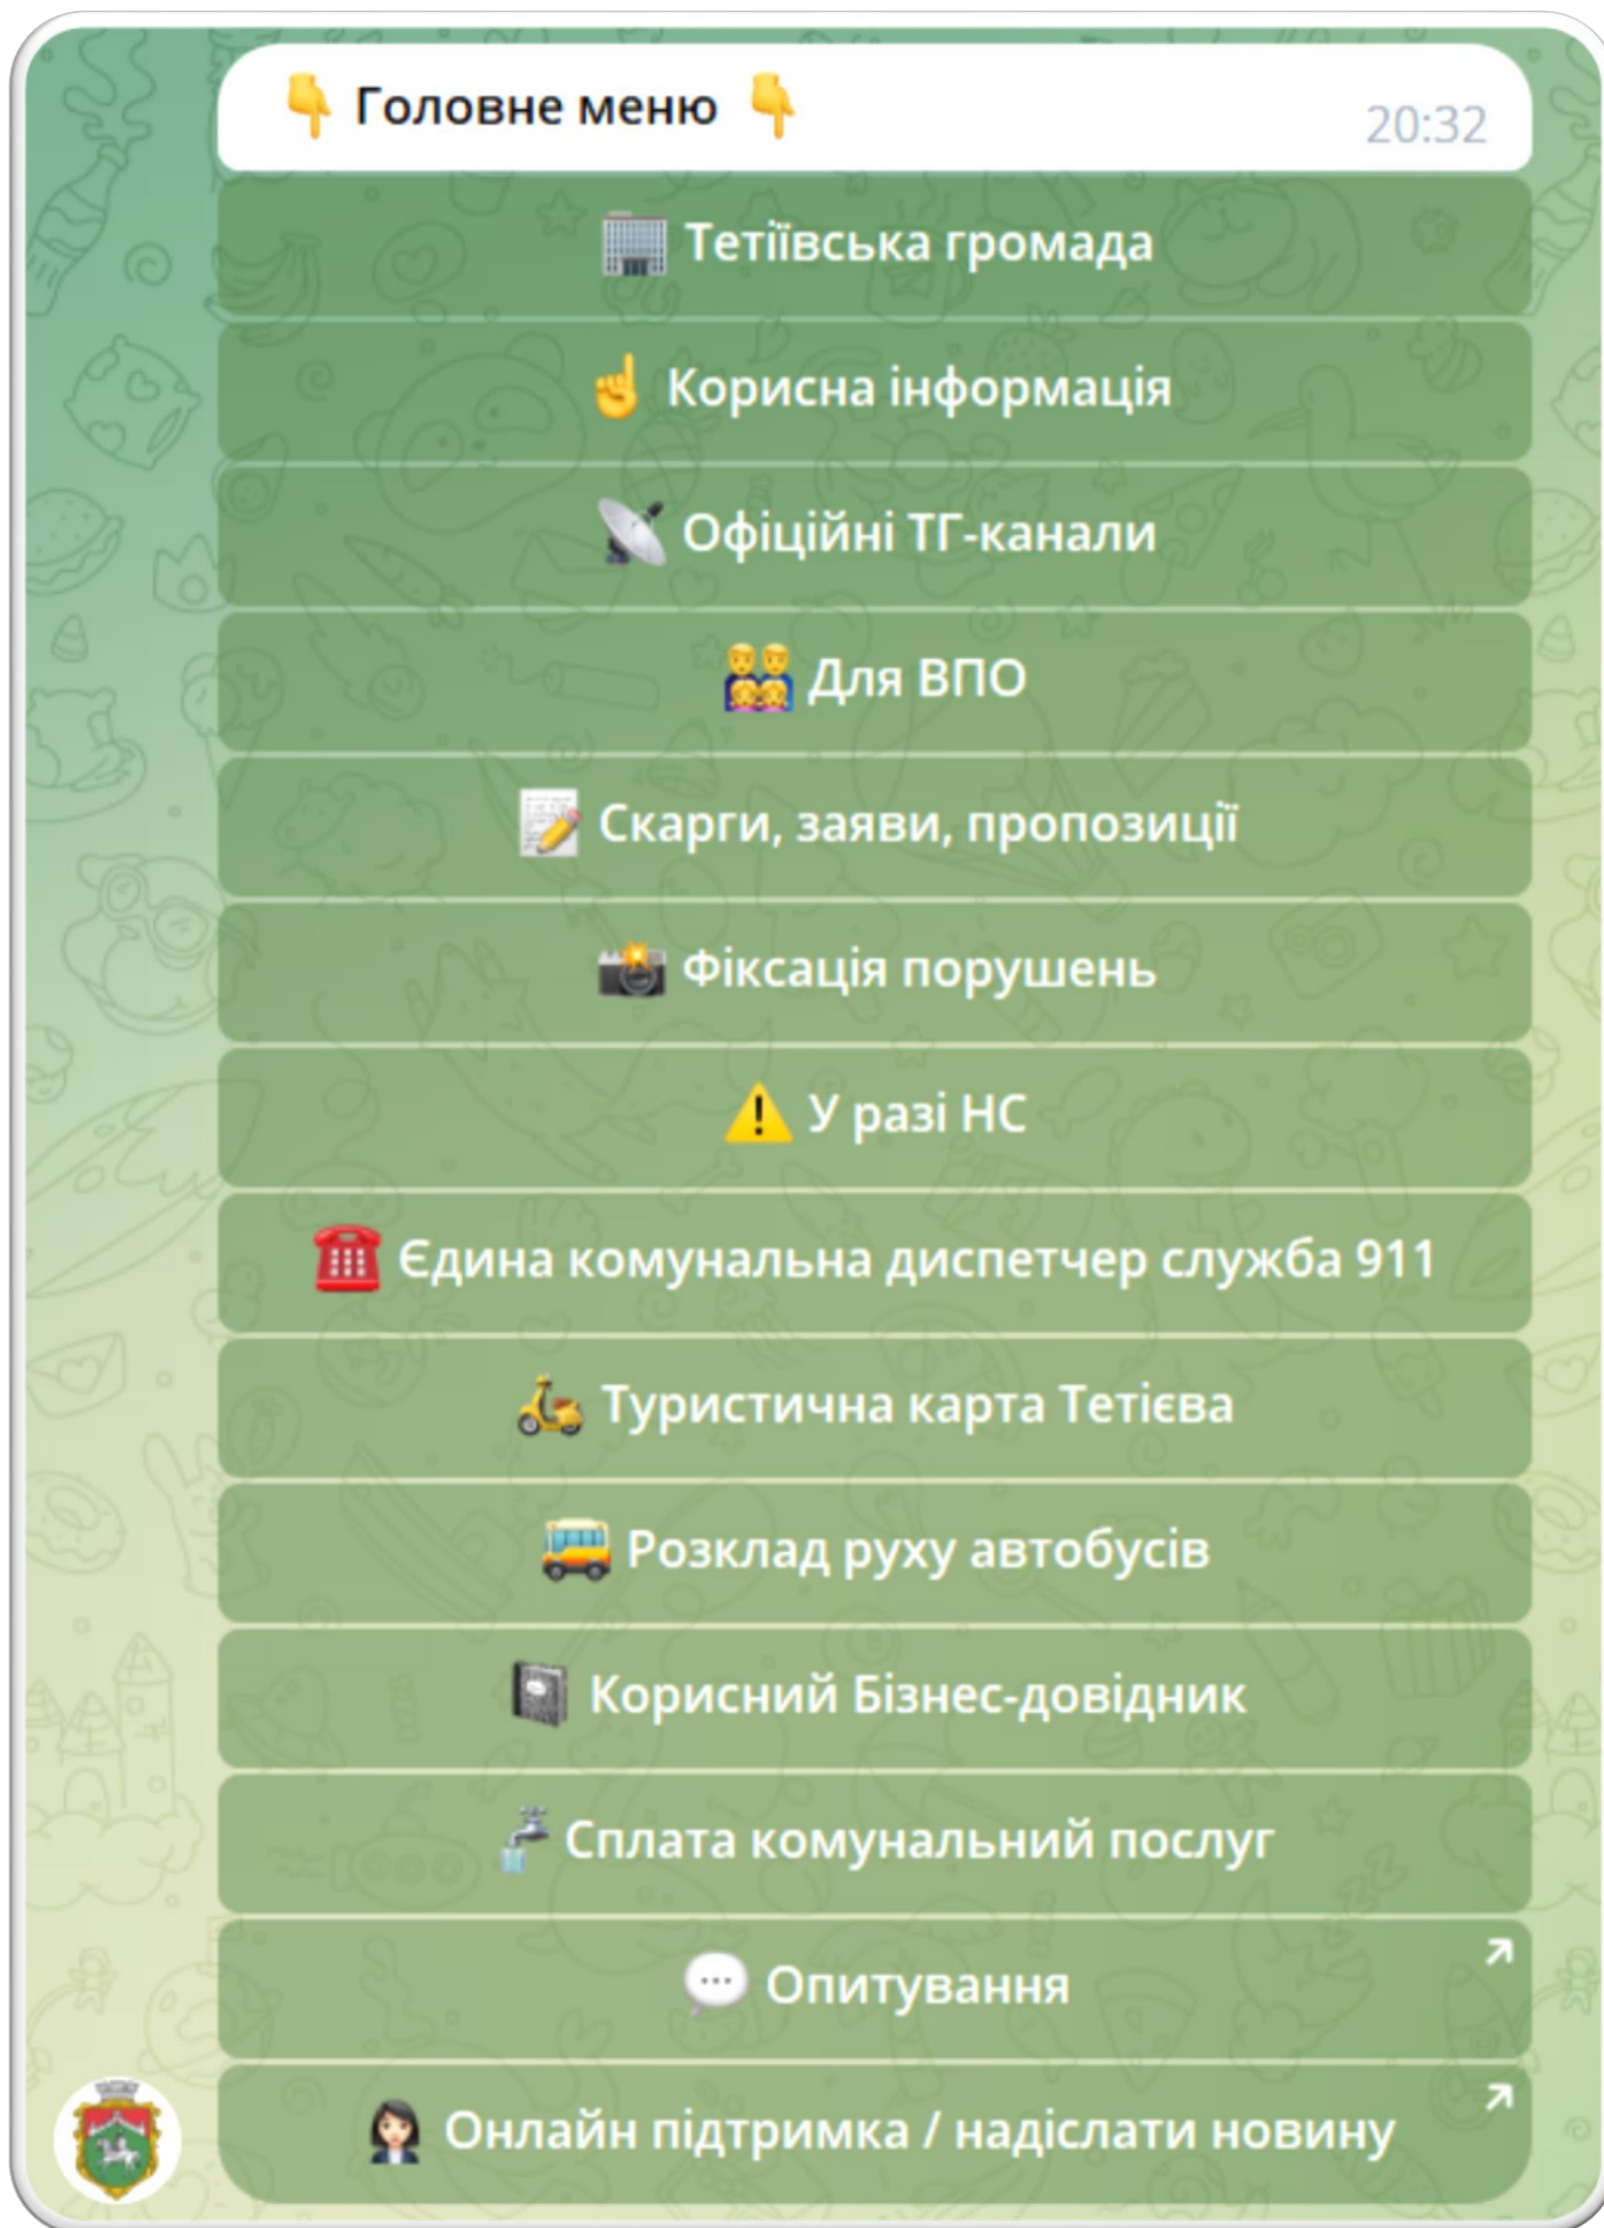 👇 Головне меню 👇
20:32
🏢 Тетіївська громада
☝️ Корисна інформація
📡 Офіційні ТГ-канали
👨‍👨‍👧‍👧 Для ВПО
📝 Скарги, заяви, пропозиції
📸 Фіксація порушень
⚠️ У разі НС
☎️ Єдина комунальна диспетчер служба 911
🛵 Туристична карта Тетієва
🚌 Розклад руху автобусів
📓 Корисний Бізнес-довідник
🚰 Сплата комунальний послуг
💬 Опитування
👩🏻‍💼 Онлайн підтримка / надіслати новину